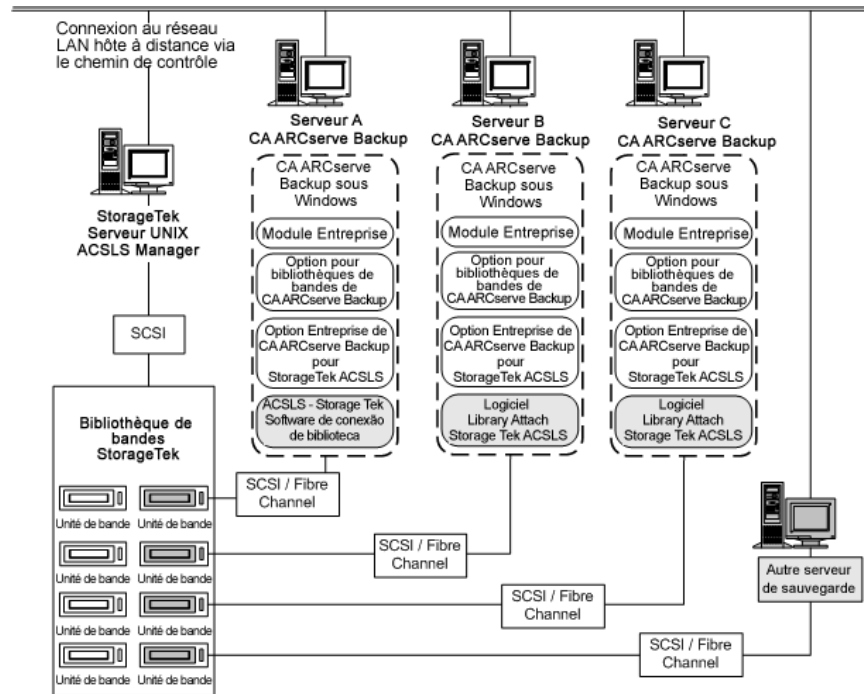 Connexion au réseau
LAN hôte à distance via
le chemin de contrôle
StorageTek
Serveur UNIX
ACSLS Manager
SCSI
Bibliothèque de
bandes
StorageTek
Unité de bande
Unité de bande
Unité de bande
Unité de bande
Unité de bande
Unité de bande
Unité de bande
Unité de bande
Serveur A
CA ARCserve Backup
CA ARCserve
Backup sous
Windows
Module Entreprise
Option pour
bibliothèques de
bandes de
CA ARCserve Backup
Option Entreprise de
CA ARCserve Backup
pour
StorageTek ACSLS
ACSLS - Storage Tek
Software de conexão
de biblioteca
SCSI / Fibre
Channel
Serveur B
CA ARCserve Backup
CA ARCserve
Backup sous
Windows
Module Entreprise
Option pour
bibliothèques de
bandes de
CA ARCserve Backup
Option Entreprise de
CA ARCserve Backup
pour
StorageTek ACSLS
Logiciel
Library Attach
Storage Tek ACSLS
SCSI / Fibre
Channel
Serveur C
CA ARCserve Backup
CA ARCserve
Backup sous
Windows
Module Entreprise
Option pour
bibliothèques de
bandes de
CA ARCserve Backup
Option Entreprise de
CA ARCserve Backup
pour
StorageTek ACSLS
Logiciel
Library Attach
Storage Tek ACSLS
SCSI / Fibre
Channel
Autre serveur
de sauvegarde
SCSI / Fibre
Channel